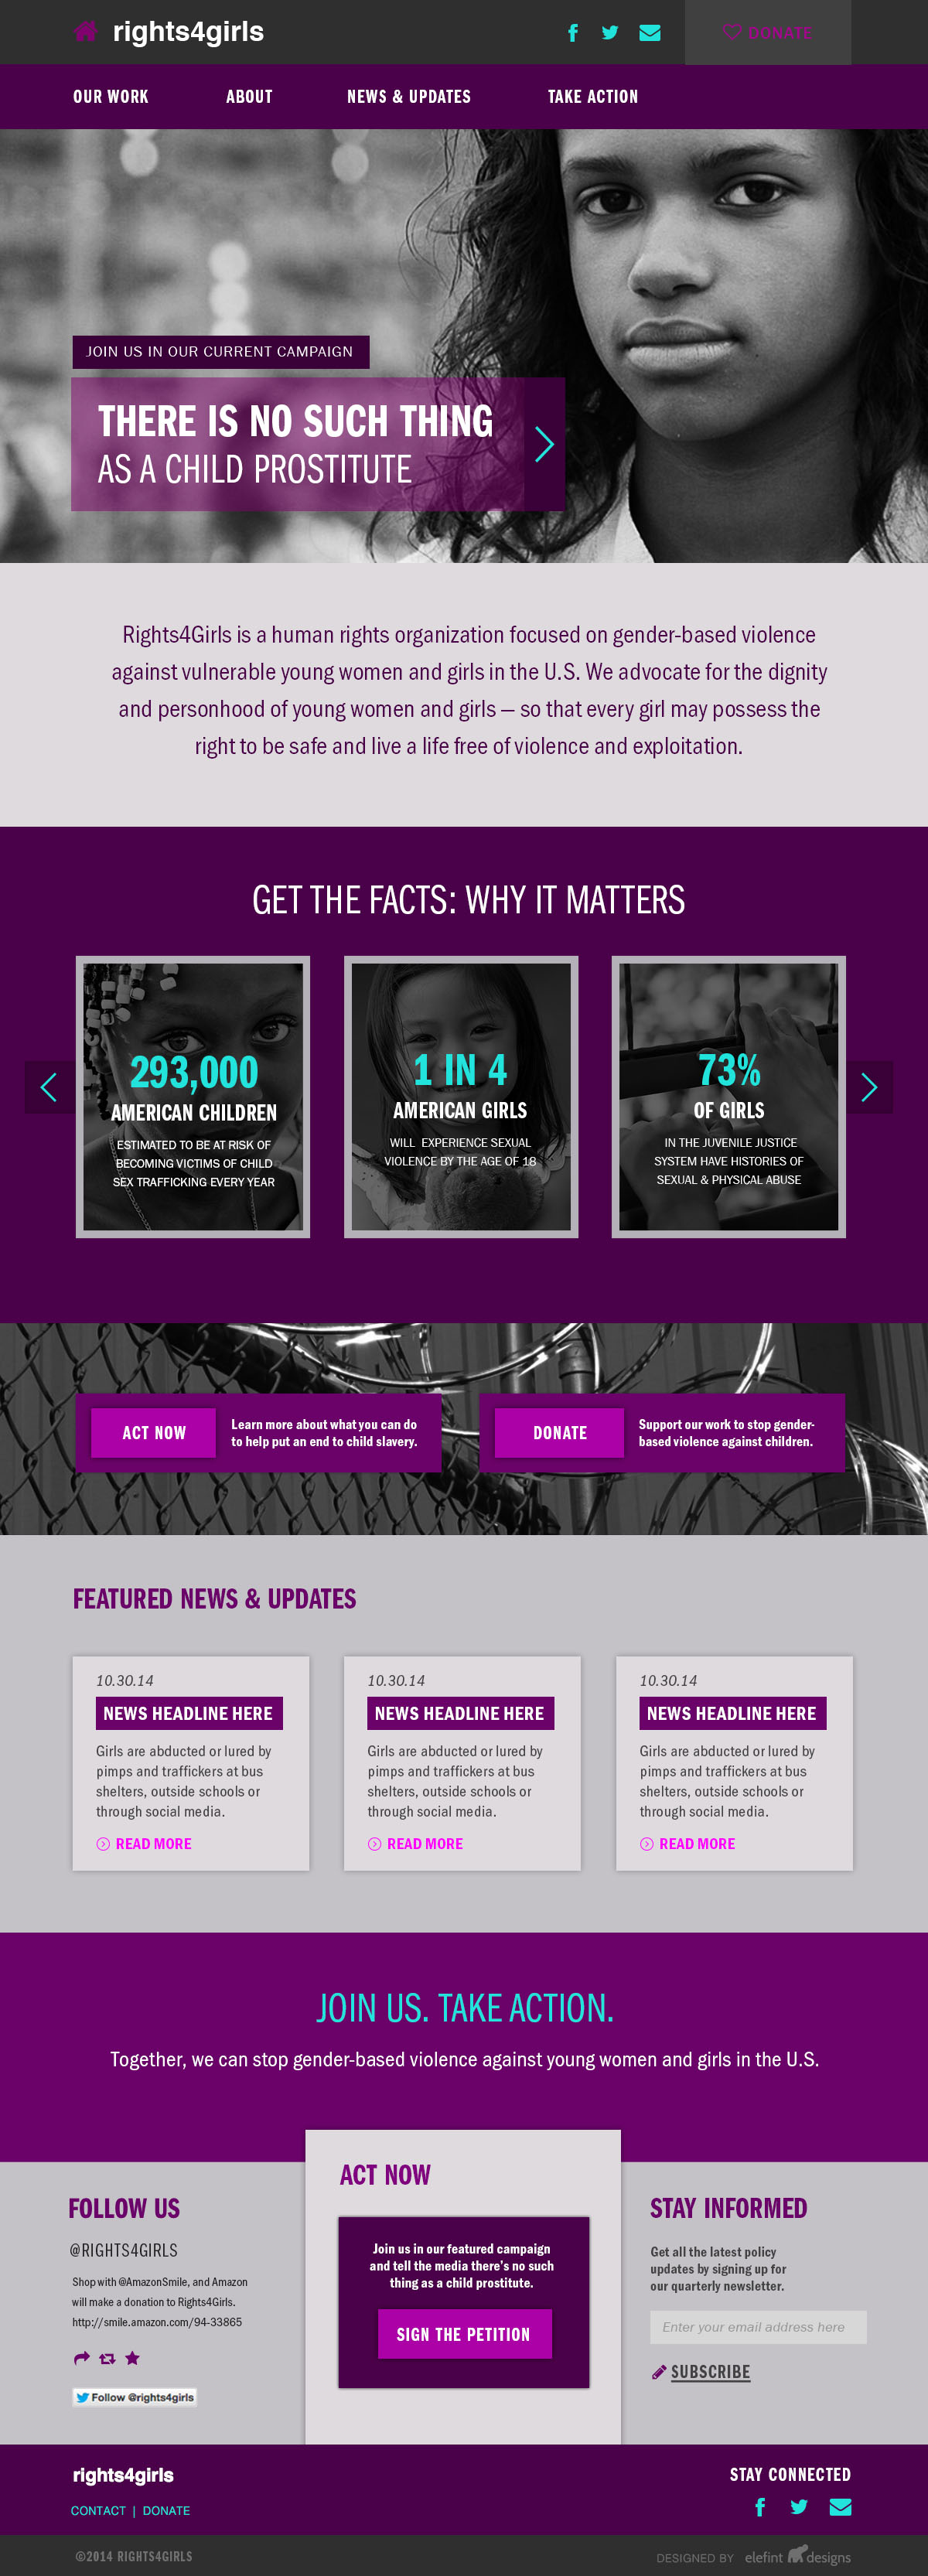 rights4girls
DONATE
OUR WORK
ABOUT
NEWS & UPDATES
TAKE ACTION
JOIN US IN OUR CURRENT CAMPAIGN
THERE IS NO SUCH THING
AS A CHILD PROSTITUTE
Rights4Girls is a human rights organization focused on gender-based violence
against vulnerable young women and girls in the U.S. We advocate for the dignity
and personhood of young women and girls — so that every girl may possess the
right to be safe and live a life free of violence and exploitation.
GET THE FACTS: WHY IT MATTERS
293,000
AMERICAN CHILDREN
ESTIMATED TO BE AT RISK OF
BECOMING VICTIMS OF CHILD
SEX TRAFFICKING EVERY YEAR
1 IN 4
AMERICAN GIRLS
WILL EXPERIENCE SEXUAL
VIOLENCE BY THE AGE OF 18
73%
OF GIRLS
IN THE JUVENILE JUSTICE
SYSTEM HAVE HISTORIES OF
SEXUAL & PHYSICAL ABUSE
ACT NOW
Learn more about what you can do
to help put an end to child slavery.
DONATE
Support our work to stop gender-
based violence against children.
FEATURED NEWS & UPDATES
10.30.14
NEWS HEADLINE HERE
Girls are abducted or lured by
pimps and traffickers at bus
shelters, outside schools or
through social media.
READ MORE
10.30.14
NEWS HEADLINE HERE
Girls are abducted or lured by
pimps and traffickers at bus
shelters, outside schools or
through social media.
READ MORE
10.30.14
NEWS HEADLINE HERE
Girls are abducted or lured by
pimps and traffickers at bus
shelters, outside schools or
through social media.
READ MORE
JOIN US. TAKE ACTION.
Together, we can stop gender-based violence against young women and girls in the U.S.
FOLLOW US
@RIGHTS4GIRLS
Shop with @AmazonSmile, and Amazon
will make a donation to Rights4Girls.
http://smile.amazon.com/94-33865
Follow @rights4girls
ACT NOW
Join us in our featured campaign
and tell the media there's no such
thing as a child prostitute.
SIGN THE PETITION
STAY INFORMED
Get all the latest policy
updates by signing up for
our quarterly newsletter.
Enter your email address here
SUBSCRIBE
rights4girls
CONTACT | DONATE
STAY CONNECTED
©2014 RIGHTS4GIRLS
DESIGNED BY elefint designs